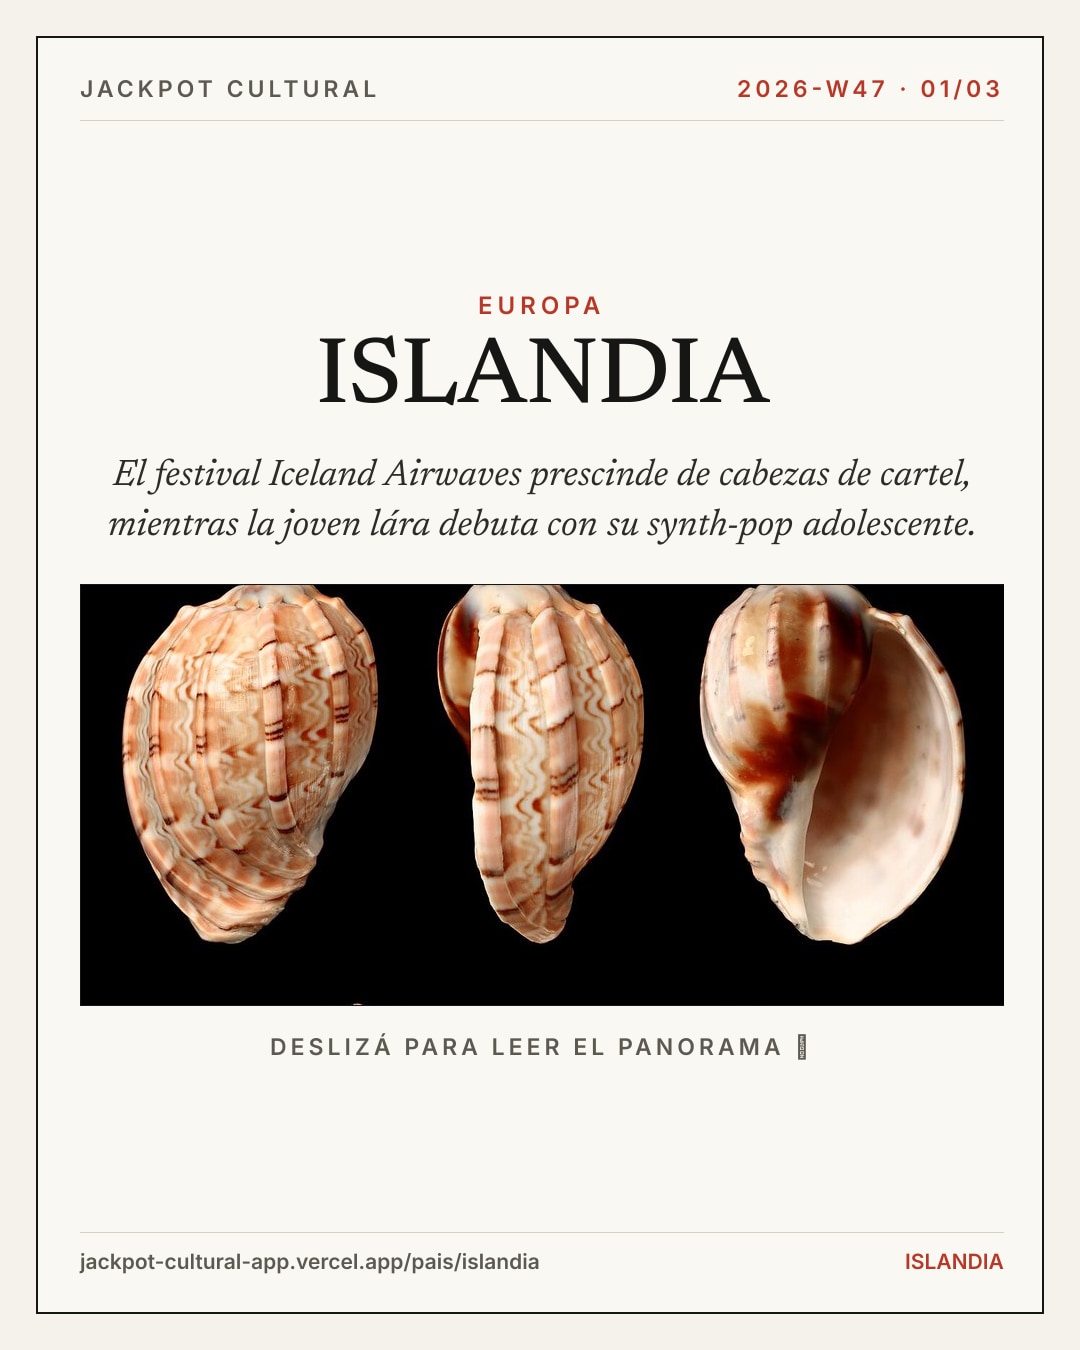 JACKPOT CULTURAL
2026-W47 · 01/03
EUROPA
ISLANDIA
El festival Iceland Airwaves prescinde de cabezas de cartel,
mientras la joven lára debuta con su synth-pop adolescente.
DESLIZÁ PARA LEER EL PANORAMA
jackpot-cultural-app.vercel.app/pais/islandia
ISLANDIA